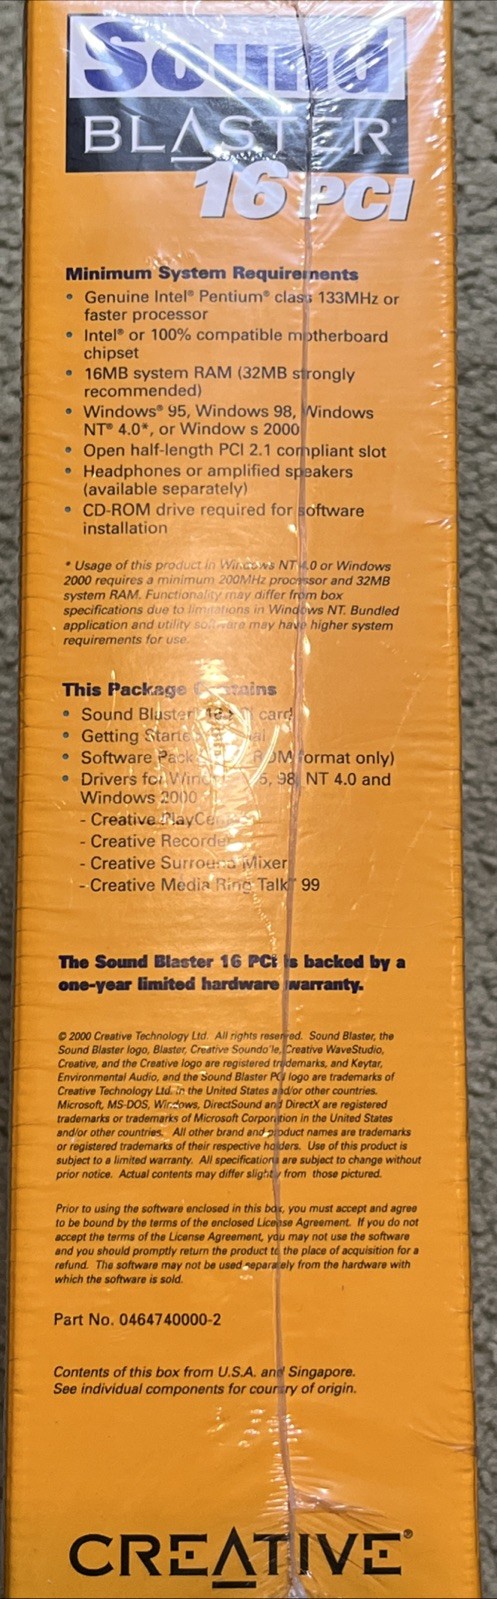 Sound
BLASTER
16 PCI
Minimum System Requirements
• Genuine Intel® Pentium® class 133MHz or
faster processor
• Intel® or 100% compatible motherboard
chipset
• 16MB system RAM (32MB strongly
recommended)
• Windows® 95, Windows 98, Windows
NT® 4.0*, or Window s 2000
• Open half-length PCI 2.1 compliant slot
• Headphones or amplified speakers
(available separately)
• CD-ROM drive required for software
installation
* Usage of this product in Windows NT 4.0 or Windows
2000 requires a minimum 200MHz processor and 32MB
system RAM. Functionality may differ from box
specifications due to limitations in Windows NT. Bundled
application and utility software may have higher system
requirements for use.
This Package Contains
• Sound Blaster card
• Getting
• Software format only)
• Drivers for 98, NT 4.0 and
Windows 2000
- Creative PlayCenter
- Creative Recorder
- Creative Surround Mixer
- Creative Media Ring Talk™ 99
The Sound Blaster 16 PCI is backed by a
one-year limited hardware warranty.
© 2000 Creative Technology Ltd. All rights reserved. Sound Blaster, the
Sound Blaster logo, Blaster, Creative Sound'le, Creative WaveStudio,
Creative, and the Creative logo are registered trademarks, and Keytar,
Environmental Audio, and the Sound Blaster PCI logo are trademarks of
Creative Technology Ltd. in the United States and/or other countries.
Microsoft, MS-DOS, Windows, DirectSound and DirectX are registered
trademarks or trademarks of Microsoft Corporation in the United States
and/or other countries. All other brand and product names are trademarks
or registered trademarks of their respective holders. Use of this product is
subject to a limited warranty. All specifications are subject to change without
prior notice. Actual contents may differ slightly from those pictured.
Prior to using the software enclosed in this box, you must accept and agree
to be bound by the terms of the enclosed License Agreement. If you do not
accept the terms of the License Agreement, you may not use the software
and you should promptly return the product to the place of acquisition for a
refund. The software may not be used separately from the hardware with
which the software is sold.
Part No. 0464740000-2
Contents of this box from U.S.A. and Singapore.
See individual components for country of origin.
CREATIVE®